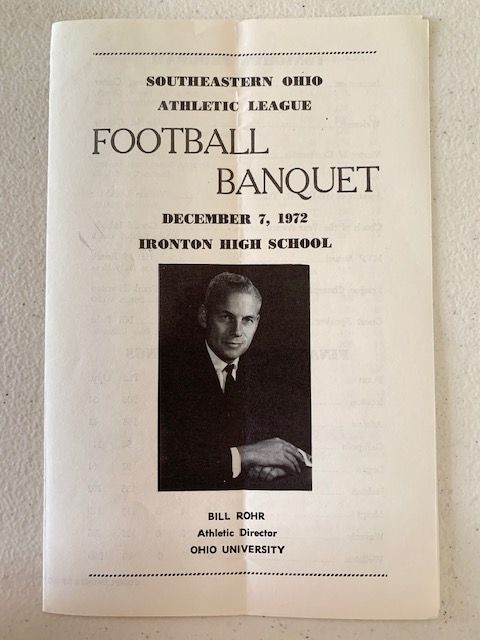 SOUTHEASTERN OHIO
ATHLETIC LEAGUE
FOOTBALL
BANQUET
DECEMBER 7, 1972
IRONTON HIGH SCHOOL
BILL ROHR
Athletic Director
OHIO UNIVERSITY